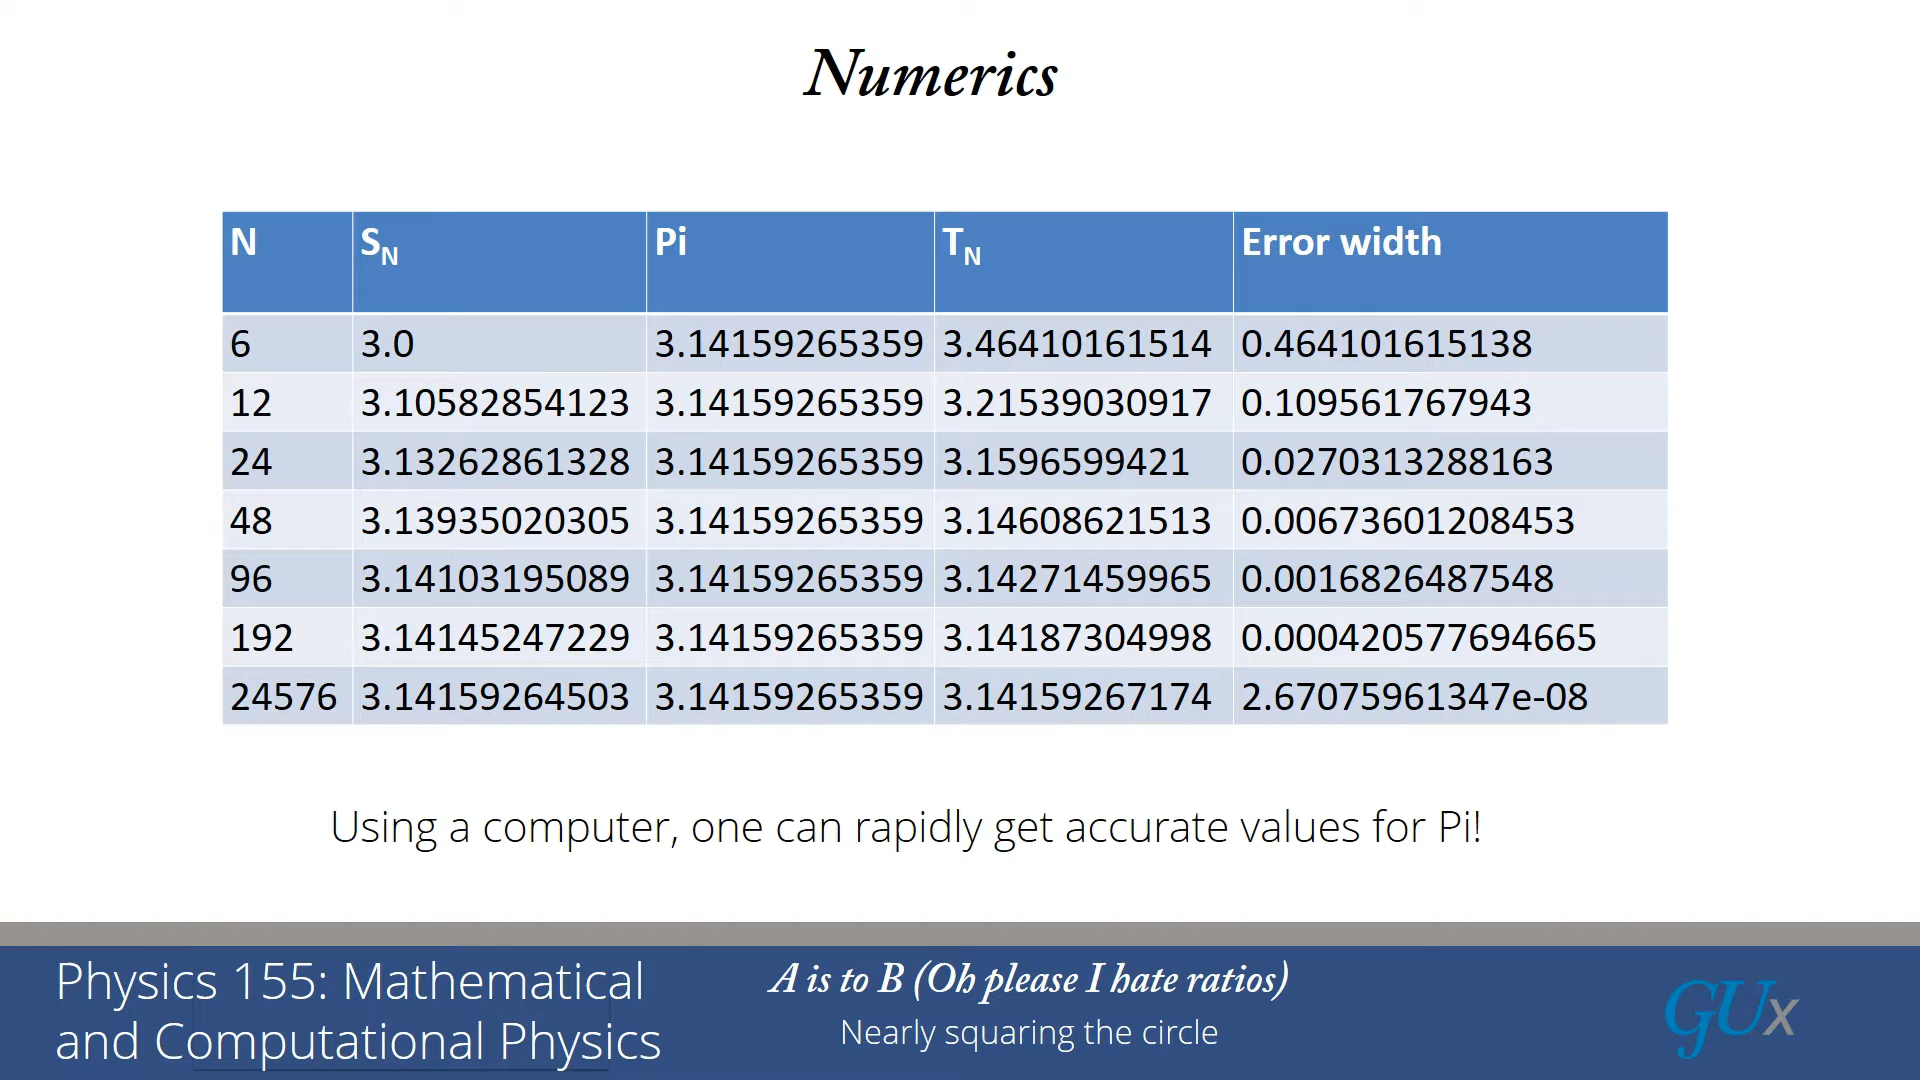 Numerics
N S_N Pi T_N Error width
6 3.0 3.14159265359 3.46410161514 0.464101615138
12 3.10582854123 3.14159265359 3.21539030917 0.109561767943
24 3.13262861328 3.14159265359 3.1596599421 0.0270313288163
48 3.13935020305 3.14159265359 3.14608621513 0.00673601208453
96 3.14103195089 3.14159265359 3.14271459965 0.0016826487548
192 3.14145247229 3.14159265359 3.14187304998 0.000420577694665
24576 3.14159264503 3.14159265359 3.14159267174 2.67075961347e-08
Using a computer, one can rapidly get accurate values for Pi!
Physics 155: Mathematical
and Computational Physics
A is to B (Oh please I hate ratios)
Nearly squaring the circle
GUx